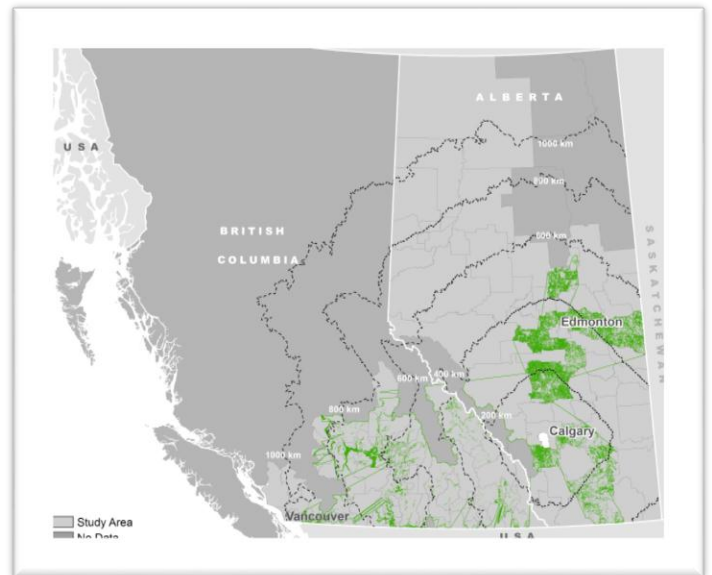 ALBERTA
1000 km
USA
800 km
SASKATCHEWAN
BRITISH
COLUMBIA
600 km
Edmonton
600 km
400 km
800 km
200 km
Calgary
1000 km
Vancouver
Study Area
No Data
USA